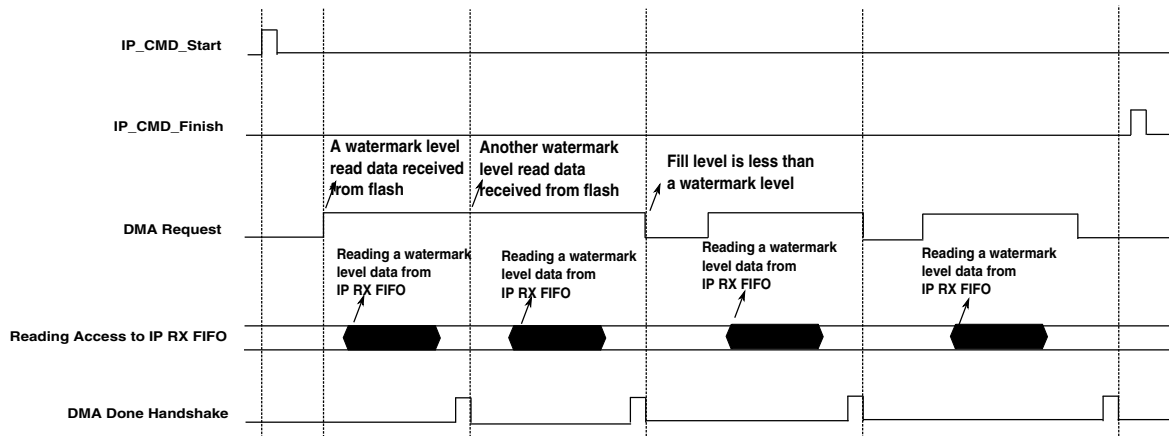 IP_CMD_Start
IP_CMD_Finish
A watermark level
read data received
from flash
Another watermark
level read data
received from flash
Fill level is less than
a watermark level
DMA Request
Reading a watermark
level data from
IP RX FIFO
Reading a watermark
level data from
IP RX FIFO
Reading a watermark
level data from
IP RX FIFO
Reading a watermark
level data from
IP RX FIFO
Reading Access to IP RX FIFO
DMA Done Handshake